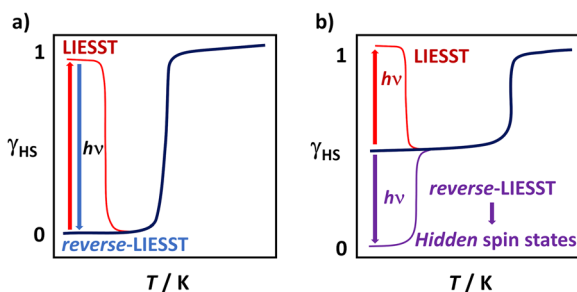 a)
1
LIESST
hν
γHS
0
reverse-LIESST
T / K
b)
1
LIESST
hν
γHS
hν
reverse-LIESST
Hidden spin states
0
T / K